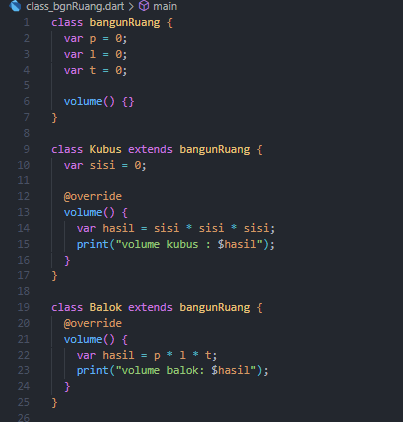 class_bgnRuang.dart > main
1 class bangunRuang {
2 var p = 0;
3 var l = 0;
4 var t = 0;
5
6 volume() {}
7 }
8
9 class Kubus extends bangunRuang {
10 var sisi = 0;
11
12 @override
13 volume() {
14 var hasil = sisi * sisi * sisi;
15 print("volume kubus : $hasil");
16 }
17 }
18
19 class Balok extends bangunRuang {
20 @override
21 volume() {
22 var hasil = p * l * t;
23 print("volume balok: $hasil");
24 }
25 }
26